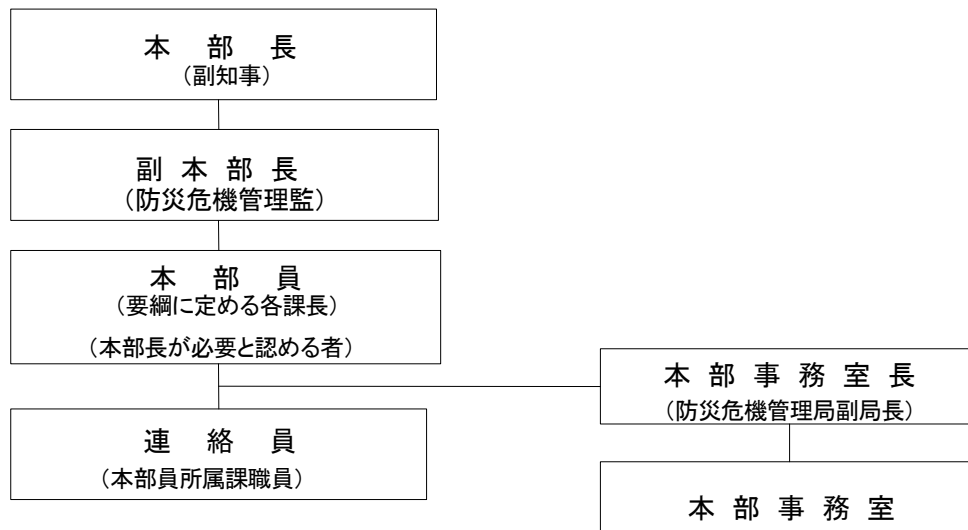 本部長
（副知事）
副本部長
（防災危機管理監）
本部員
（要綱に定める各課長）
（本部長が必要と認める者）
本部事務室長
（防災危機管理局副局長）
連絡員
（本部員所属課職員）
本部事務室